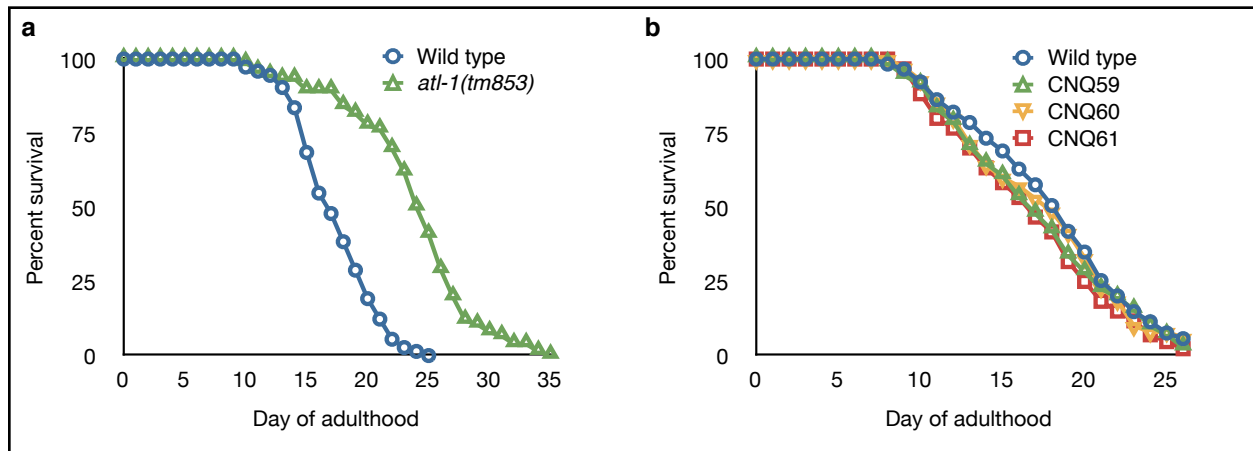 a
Wild type
atl-1(tm853)
Percent survival
100
75
50
25
0
0 5 10 15 20 25 30 35
Day of adulthood
b
Wild type
CNQ59
CNQ60
CNQ61
Percent survival
100
75
50
25
0
0 5 10 15 20 25
Day of adulthood